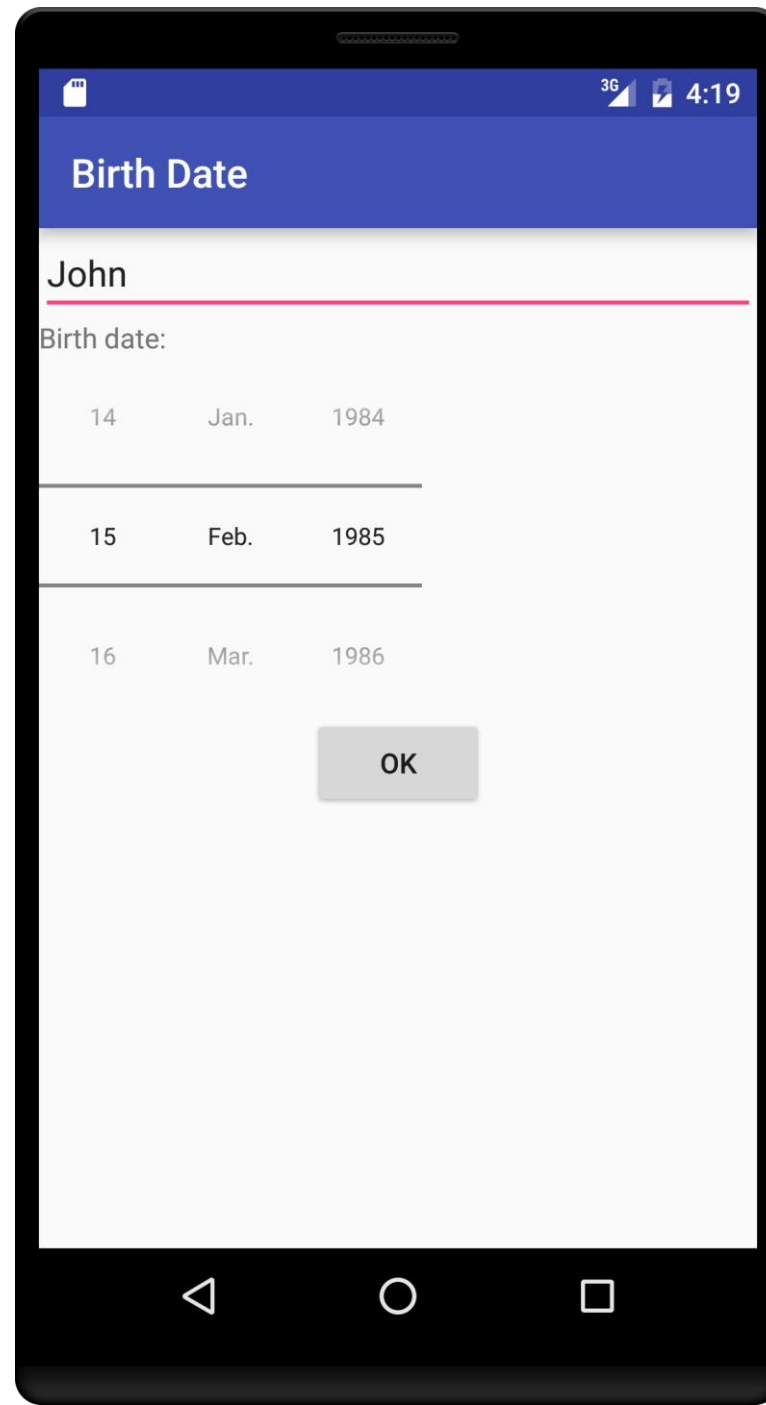 3G 4:19
Birth Date
John
Birth date:
14 Jan. 1984
15 Feb. 1985
16 Mar. 1986
OK